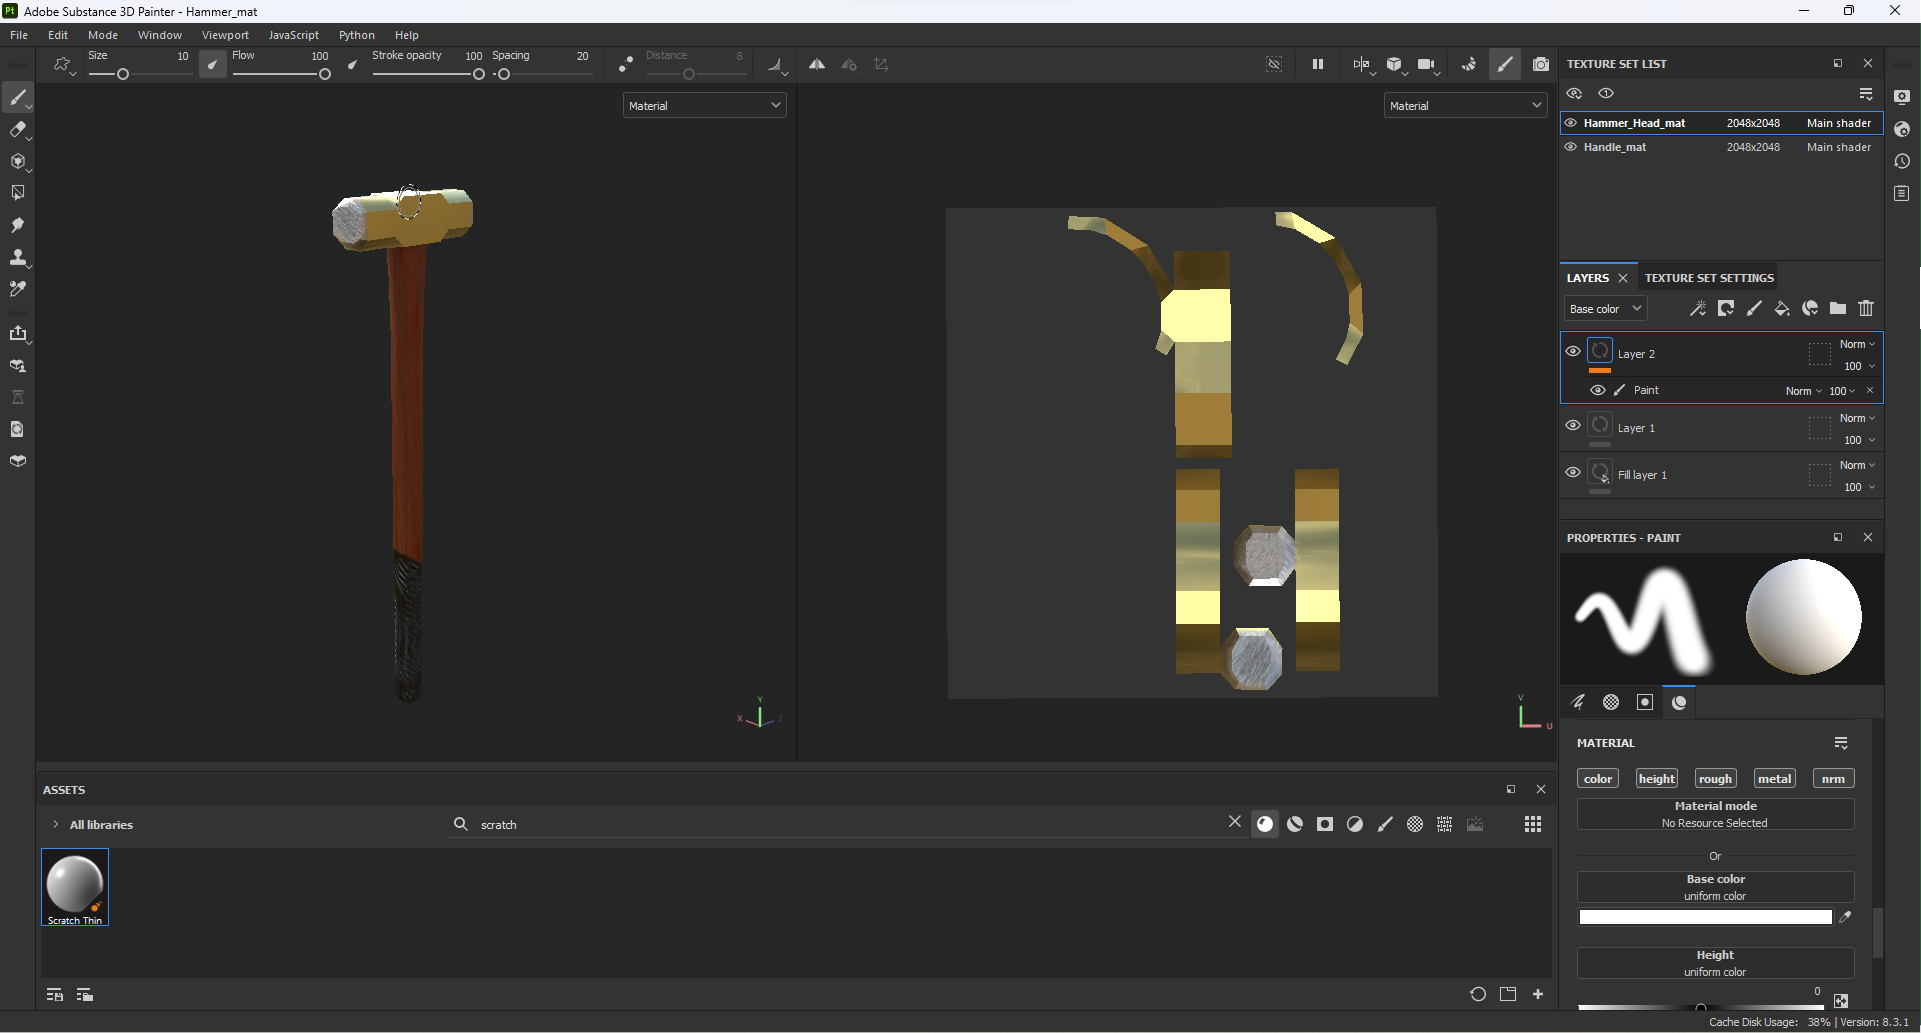 Pt Adobe Substance 3D Painter - Hammer_mat
File Edit Mode Window Viewport JavaScript Python Help
Size 10 Flow 100 Stroke opacity 100 Spacing 20 Distance 8
Material
Material
Y
X
Z
V
U
TEXTURE SET LIST
Hammer_Head_mat 2048x2048 Main shader
Handle_mat 2048x2048 Main shader
LAYERS TEXTURE SET SETTINGS
Base color
Layer 2 Norm
100
Paint Norm 100
Layer 1 Norm
100
Fill layer 1 Norm
100
PROPERTIES - PAINT
MATERIAL
color height rough metal nrm
Material mode
No Resource Selected
Or
Base color
uniform color
Height
uniform color
0
ASSETS
All libraries
scratch
Scratch Thin
Cache Disk Usage: 38% | Version: 8.3.1